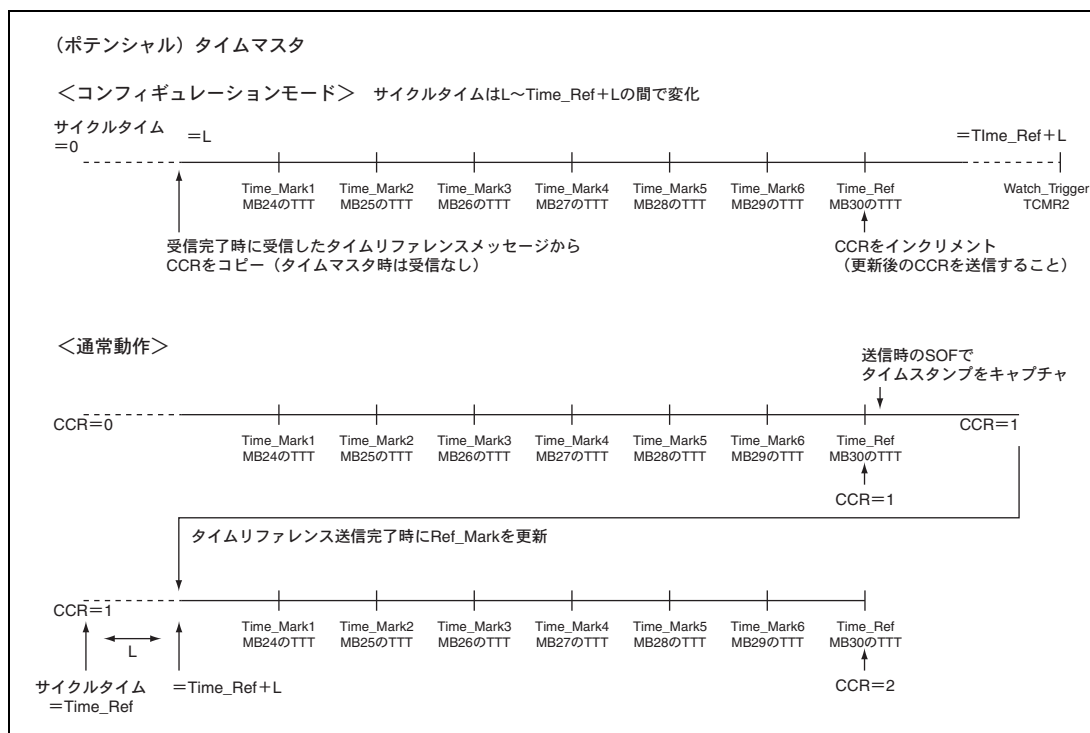 (ポテンシャル)タイムマスタ
＜コンフィギュレーションモード＞ サイクルタイムはL～Time_Ref+Lの間で変化
サイクルタイム
=0
=L
=TIme_Ref+L
Time_Mark1
MB24のTTT
Time_Mark2
MB25のTTT
Time_Mark3
MB26のTTT
Time_Mark4
MB27のTTT
Time_Mark5
MB28のTTT
Time_Mark6
MB29のTTT
Time_Ref
MB30のTTT
Watch_Trigger
TCMR2
受信完了時に受信したタイムリファレンスメッセージから
CCRをコピー(タイムマスタ時は受信なし)
CCRをインクリメント
(更新後のCCRを送信すること)
＜通常動作＞
送信時のSOFで
タイムスタンプをキャプチャ
CCR=0
CCR=1
Time_Mark1
MB24のTTT
Time_Mark2
MB25のTTT
Time_Mark3
MB26のTTT
Time_Mark4
MB27のTTT
Time_Mark5
MB28のTTT
Time_Mark6
MB29のTTT
Time_Ref
MB30のTTT
CCR=1
タイムリファレンス送信完了時にRef_Markを更新
CCR=1
L
Time_Mark1
MB24のTTT
Time_Mark2
MB25のTTT
Time_Mark3
MB26のTTT
Time_Mark4
MB27のTTT
Time_Mark5
MB28のTTT
Time_Mark6
MB29のTTT
Time_Ref
MB30のTTT
サイクルタイム
=Time_Ref
=Time_Ref+L
CCR=2